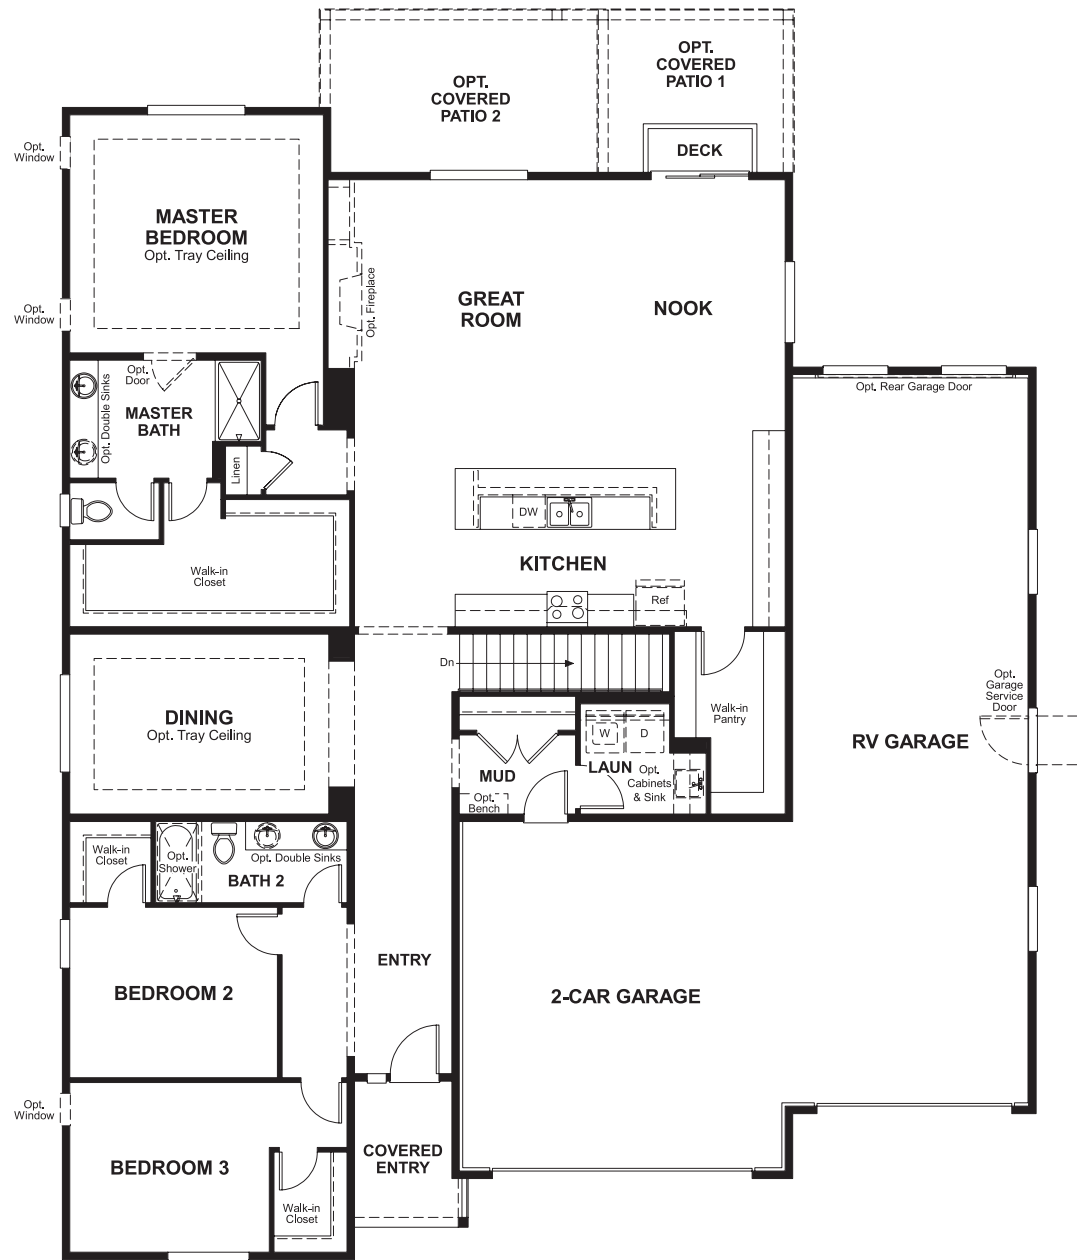 OPT.
COVERED
PATIO 1
OPT.
COVERED
PATIO 2
DECK
Opt.
Window
MASTER
BEDROOM
Opt. Tray Ceiling
Opt.
Window
Opt. Fireplace
GREAT
ROOM
NOOK
Opt.
Door
Opt. Double Sinks
MASTER
BATH
Linen
Opt. Rear Garage Door
DW
KITCHEN
Walk-in
Closet
Ref
Dn
DINING
Opt. Tray Ceiling
Walk-in
Pantry
Opt.
Garage
Service
Door
RV GARAGE
W
D
MUD
LAUN
Opt.
Cabinets
& Sink
Opt.
Bench
Walk-in
Closet
Opt.
Shower
Opt. Double Sinks
BATH 2
ENTRY
BEDROOM 2
2-CAR GARAGE
Opt.
Window
BEDROOM 3
COVERED
ENTRY
Walk-in
Closet